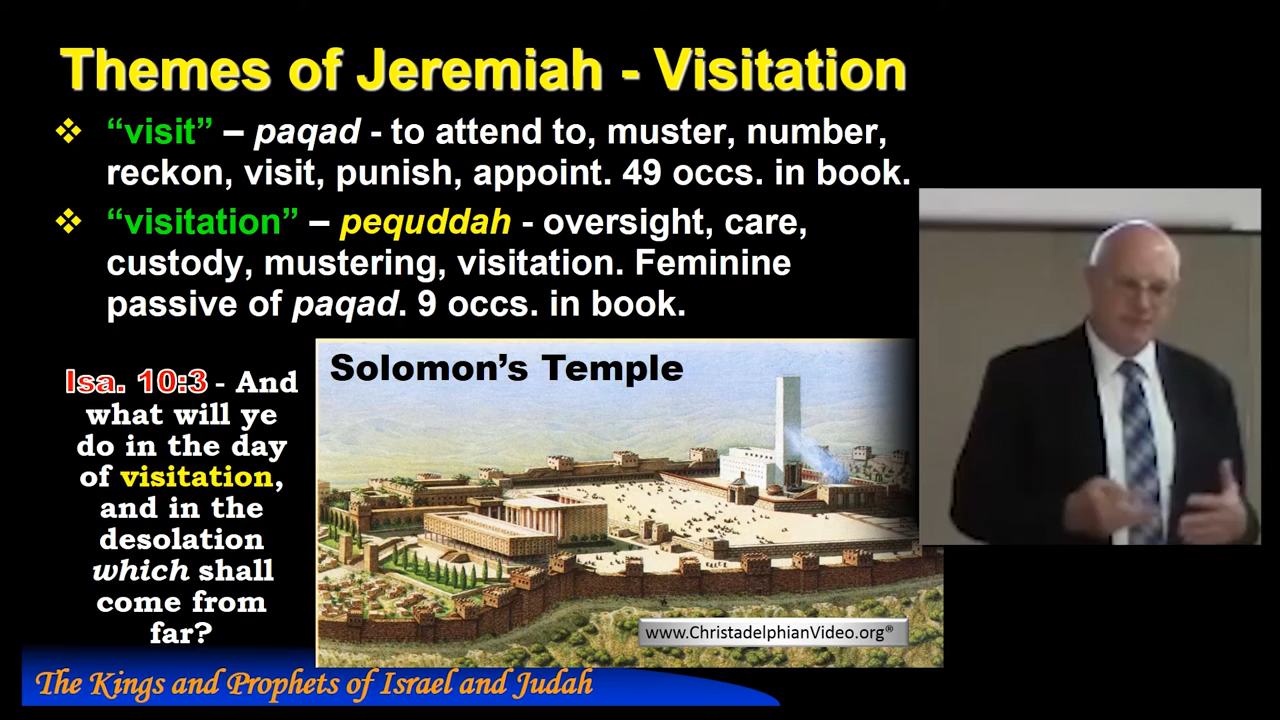 Themes of Jeremiah - Visitation
❖ “visit” – paqad - to attend to, muster, number,
reckon, visit, punish, appoint. 49 occs. in book.
❖ “visitation” – pequddah - oversight, care,
custody, mustering, visitation. Feminine
passive of paqad. 9 occs. in book.
Isa. 10:3 - And
what will ye
do in the day
of visitation,
and in the
desolation
which shall
come from
far?
Solomon’s Temple
www.ChristadelphianVideo.org®
The Kings and Prophets of Israel and Judah